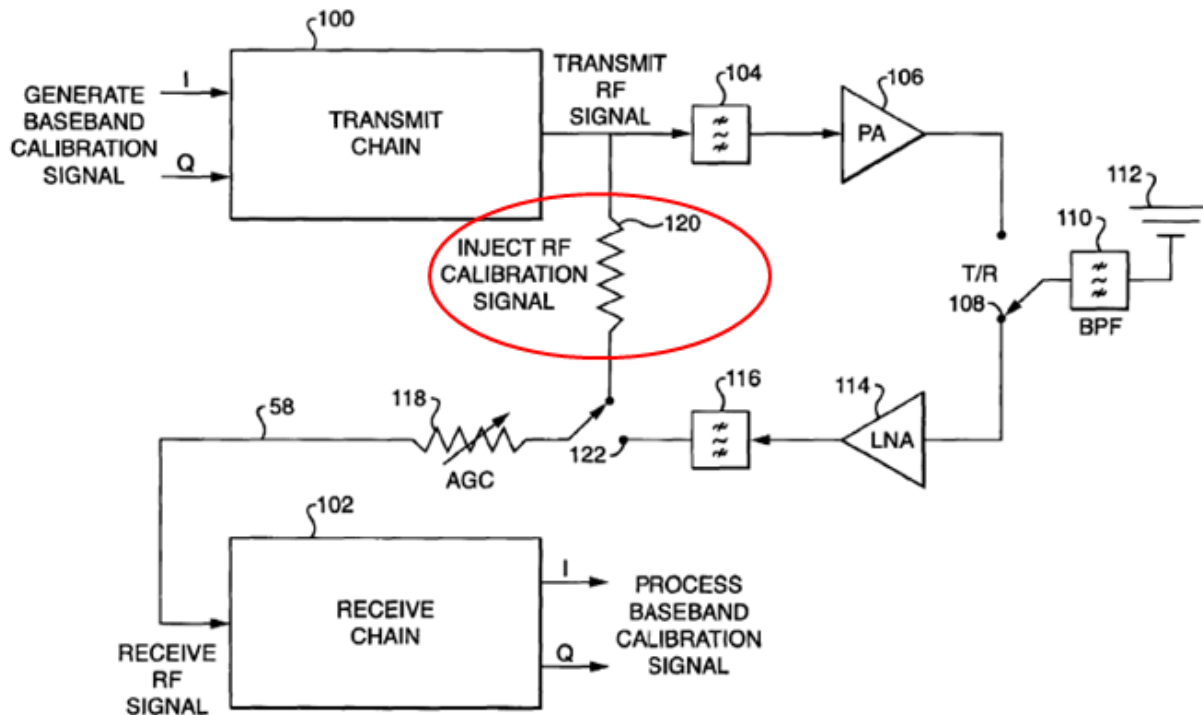 100
GENERATE
BASEBAND
CALIBRATION
SIGNAL
I
Q
TRANSMIT
CHAIN
TRANSMIT
RF
SIGNAL
104
106
PA
112
110
T/R
108
BPF
120
INJECT RF
CALIBRATION
SIGNAL
58
118
AGC
122
116
114
LNA
102
RECEIVE
CHAIN
I
Q
RECEIVE
RF
SIGNAL
PROCESS
BASEBAND
CALIBRATION
SIGNAL